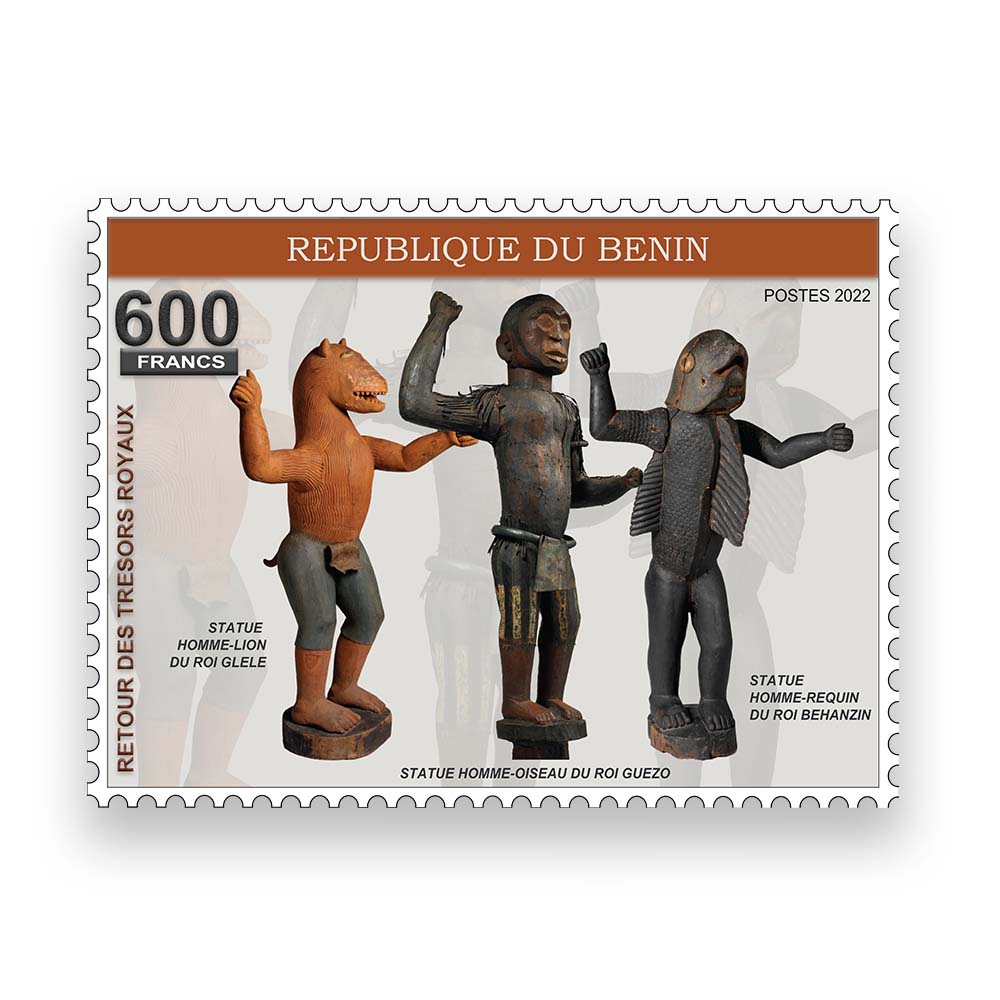 REPUBLIQUE DU BENIN
600
FRANCS
POSTES 2022
RETOUR DES TRESORS ROYAUX
STATUE
HOMME-LION
DU ROI GLELE
STATUE
HOMME-REQUIN
DU ROI BEHANZIN
STATUE HOMME-OISEAU DU ROI GUEZO